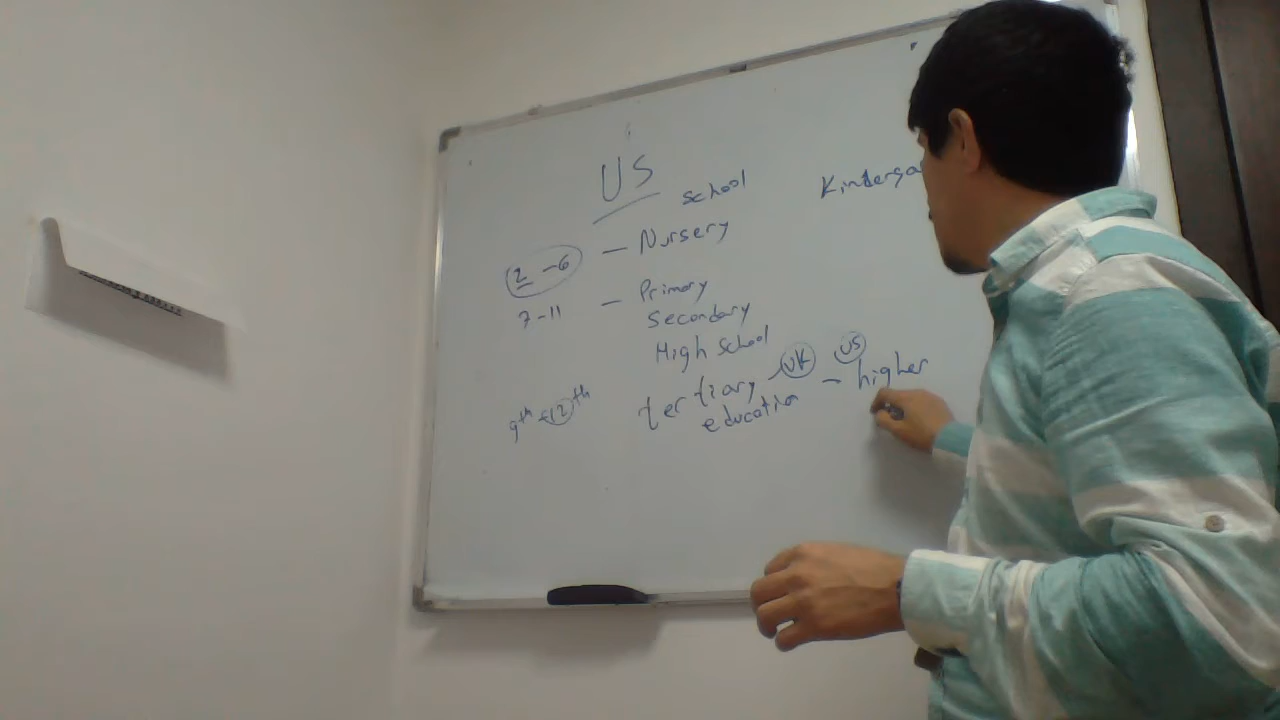 US
school Kinderga
2 - 6 - Nursery
7 - 11 - Primary
Secondary
High school
UK US
9th - 12th tertiary - higher
education